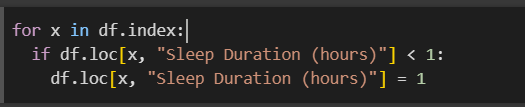 for x in df.index:
  if df.loc[x, "Sleep Duration (hours)"] < 1:
    df.loc[x, "Sleep Duration (hours)"] = 1